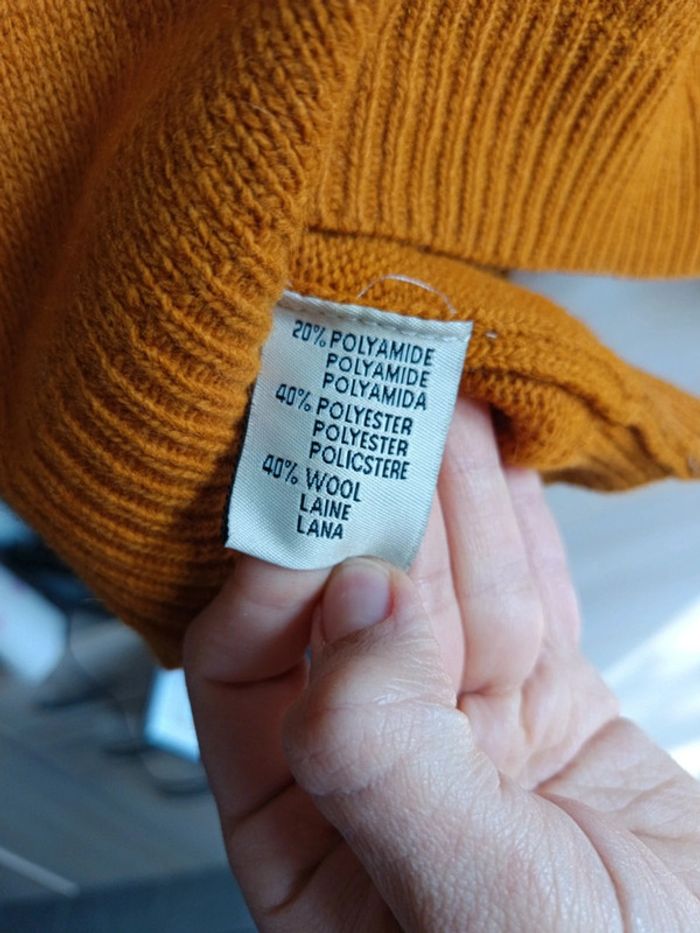 20% POLYAMIDE
POLYAMIDE
POLYAMIDA
40% POLYESTER
POLYESTER
POLICSTERE
40% WOOL
LAINE
LANA